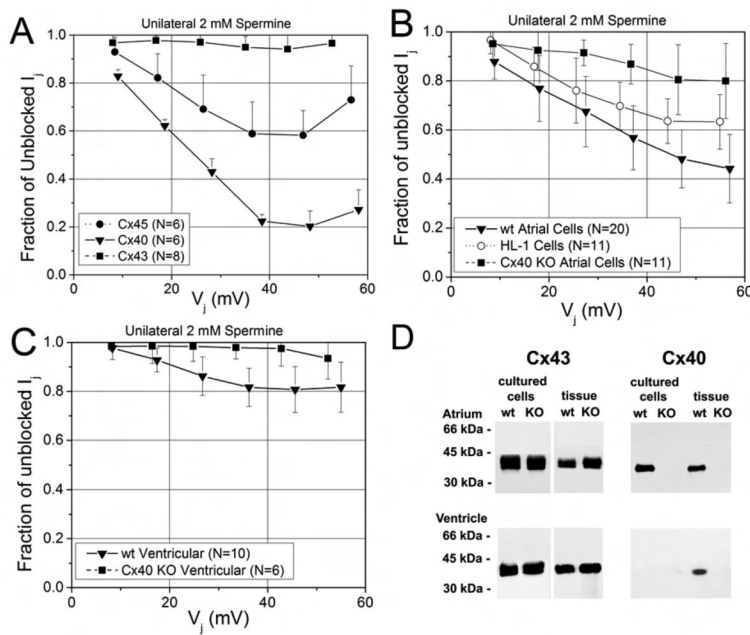 A
Unilateral 2 mM Spermine
Fraction of Unblocked Ij
1.0
0.8
0.6
0.4
0.2
0.0
Cx45 (N=6)
Cx40 (N=6)
Cx43 (N=8)
0 20 40 60
Vj (mV)
B
Unilateral 2 mM Spermine
Fraction of unblocked Ij
1.0
0.8
0.6
0.4
0.2
0.0
wt Atrial Cells (N=20)
HL-1 Cells (N=11)
Cx40 KO Atrial Cells (N=11)
0 20 40 60
Vj (mV)
C
Unilateral 2 mM Spermine
Fraction of unblocked Ij
1.0
0.8
0.6
0.4
0.2
0.0
wt Ventricular (N=10)
Cx40 KO Ventricular (N=6)
0 20 40 60
Vj (mV)
D
Cx43 Cx40
cultured cells tissue cultured cells tissue
Atrium wt KO wt KO wt KO wt KO
66 kDa -
45 kDa -
30 kDa -
Ventricle
66 kDa -
45 kDa -
30 kDa -